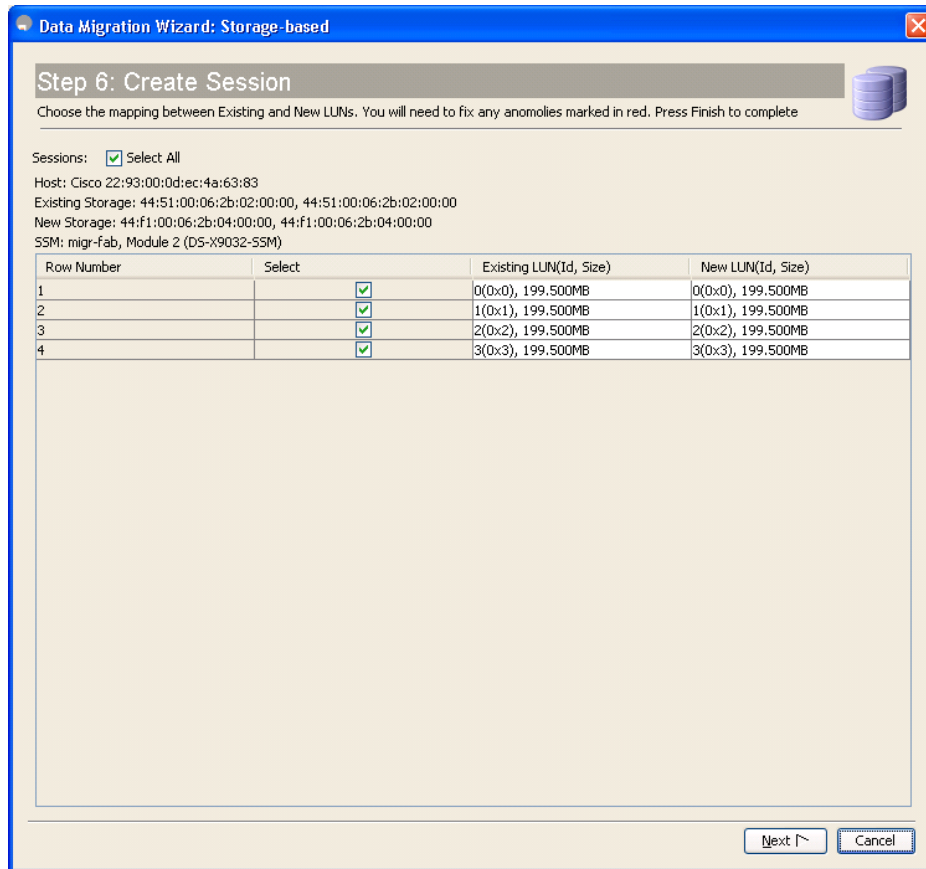 Data Migration Wizard: Storage-based
Step 6: Create Session
Choose the mapping between Existing and New LUNs. You will need to fix any anomolies marked in red. Press Finish to complete
Sessions: Select All
Host: Cisco 22:93:00:0d:ec:4a:63:83
Existing Storage: 44:51:00:06:2b:02:00:00, 44:51:00:06:2b:02:00:00
New Storage: 44:f1:00:06:2b:04:00:00, 44:f1:00:06:2b:04:00:00
SSM: migr-fab, Module 2 (DS-X9032-SSM)
Row Number Select Existing LUN(Id, Size) New LUN(Id, Size)
1 0(0x0), 199.500MB 0(0x0), 199.500MB
2 1(0x1), 199.500MB 1(0x1), 199.500MB
3 2(0x2), 199.500MB 2(0x2), 199.500MB
4 3(0x3), 199.500MB 3(0x3), 199.500MB
Next Cancel